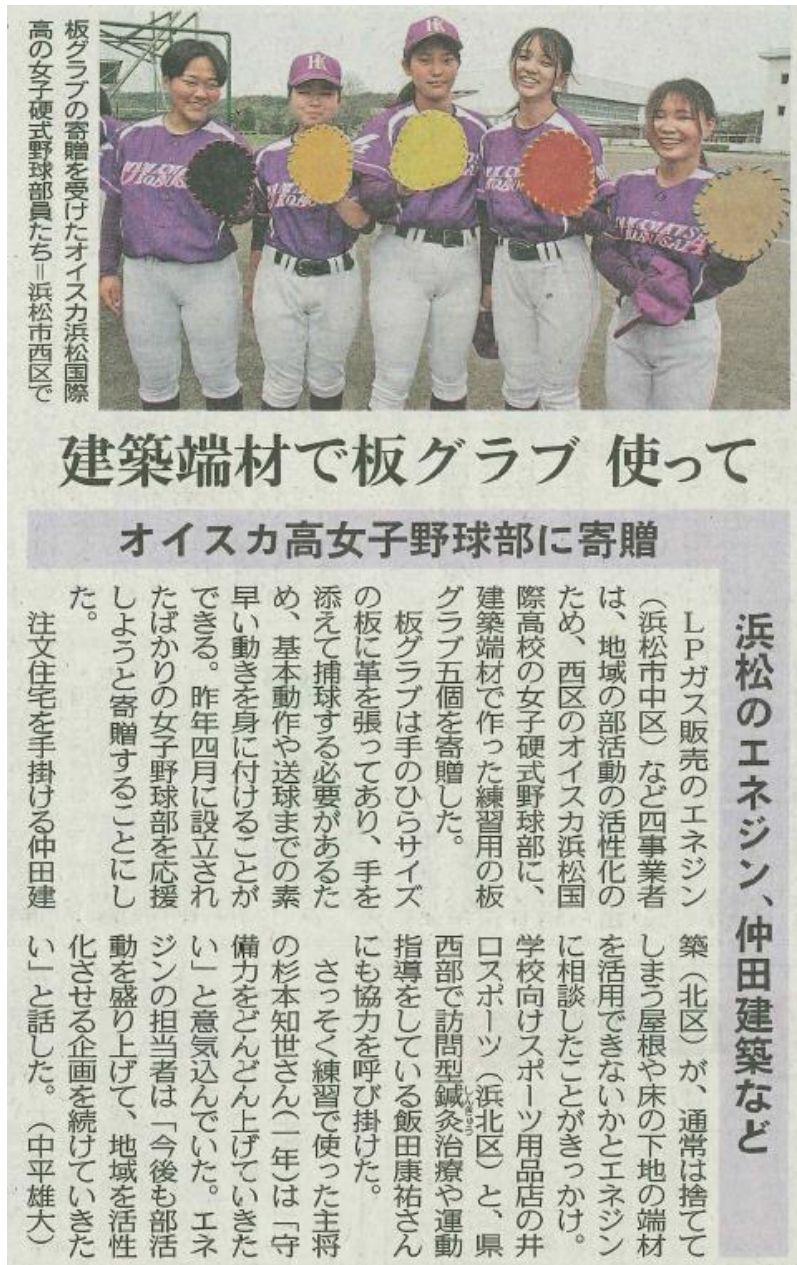 板グラブの寄贈を受けたオイスカ浜松国際
高の女子硬式野球部員たち＝浜松市西区で
HK
HK
建築端材で板グラブ 使って
オイスカ高女子野球部に寄贈
浜松のエネジン、仲田建築など
ＬＰガス販売のエネジン
（浜松市中区）など四事業者
は、地域の部活動の活性化の
ため、西区のオイスカ浜松国
際高校の女子硬式野球部に、
建築端材で作った練習用の板
グラブ五個を寄贈した。
板グラブは手のひらサイズ
の板に革を張ってあり、手を
添えて捕球する必要があるた
め、基本動作や送球までの素
早い動きを身に付けることが
できる。昨年四月に設立され
たばかりの女子野球部を応援
しようと寄贈することにし
た。
注文住宅を手掛ける仲田建
築（北区）が、通常は捨てて
しまう屋根や床の下地の端材
を活用できないかとエネジン
に相談したことがきっかけ。
学校向けスポーツ用品店の井
口スポーツ（浜北区）と、県
西部で訪問型鍼灸治療や運動
しんきゅう
指導をしている飯田康祐さん
にも協力を呼び掛けた。
さっそく練習で使った主将
の杉本知世さん（一年）は「守
備力をどんどん上げていきた
い」と意気込んでいた。エネ
ジンの担当者は「今後も部活
動を盛り上げて、地域を活性
化させる企画を続けていきた
い」と話した。（中平雄大）